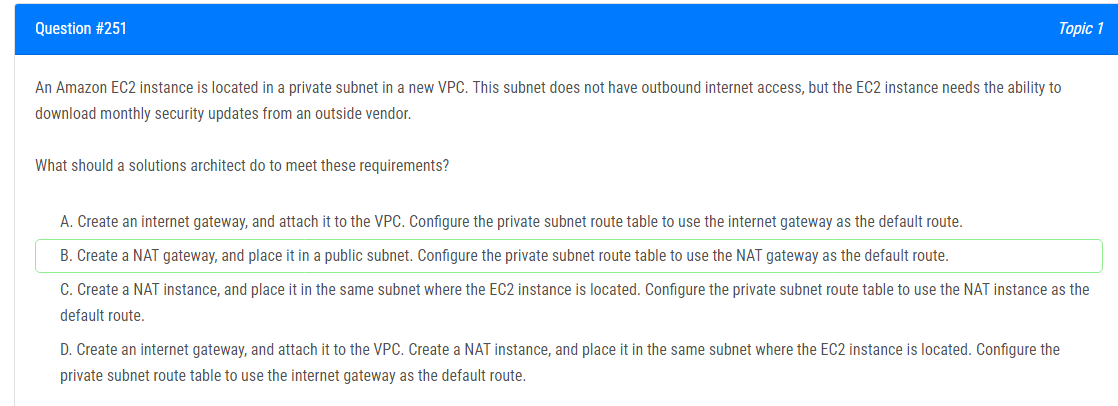 Question #251
Topic 1
An Amazon EC2 instance is located in a private subnet in a new VPC. This subnet does not have outbound internet access, but the EC2 instance needs the ability to
download monthly security updates from an outside vendor.
What should a solutions architect do to meet these requirements?
A. Create an internet gateway, and attach it to the VPC. Configure the private subnet route table to use the internet gateway as the default route.
B. Create a NAT gateway, and place it in a public subnet. Configure the private subnet route table to use the NAT gateway as the default route.
C. Create a NAT instance, and place it in the same subnet where the EC2 instance is located. Configure the private subnet route table to use the NAT instance as the
default route.
D. Create an internet gateway, and attach it to the VPC. Create a NAT instance, and place it in the same subnet where the EC2 instance is located. Configure the
private subnet route table to use the internet gateway as the default route.